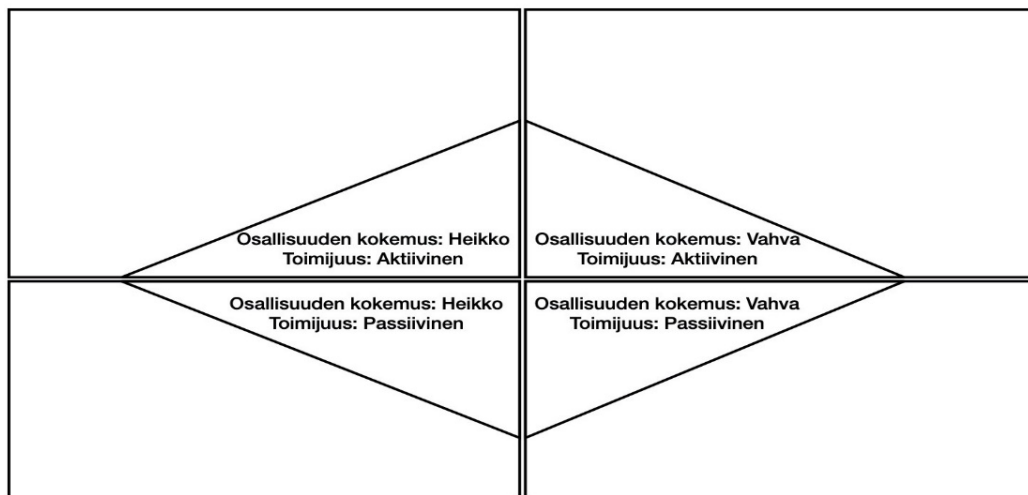 Osallisuuden kokemus: Heikko
Toimijuus: Aktiivinen
Osallisuuden kokemus: Vahva
Toimijuus: Aktiivinen
Osallisuuden kokemus: Heikko
Toimijuus: Passiivinen
Osallisuuden kokemus: Vahva
Toimijuus: Passiivinen